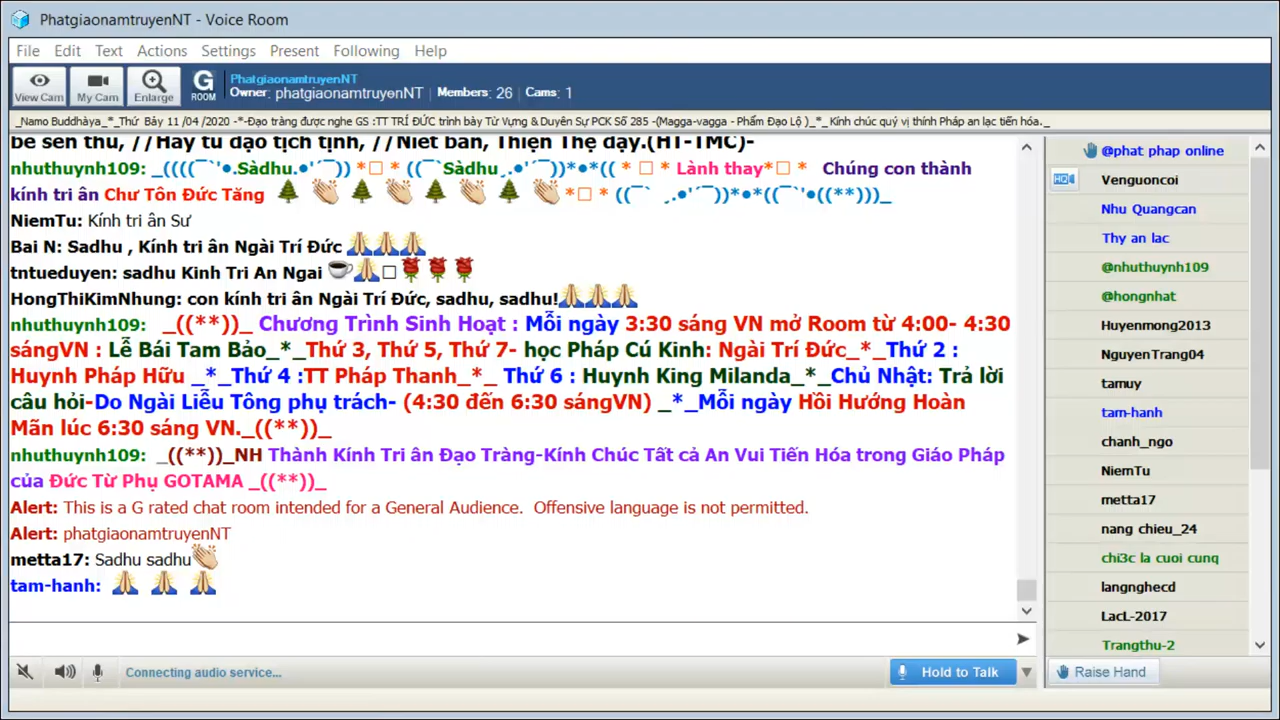 PhatgiaonamtruyenNT - Voice Room
File Edit Text Actions Settings Present Following Help
View Cam My Cam Enlarge G ROOM
PhatgiaonamtruyenNT
Owner: phatgiaonamtruyenNT Members: 26 Cams: 1
_Namo Buddhàya_*_Thứ Bảy 11 /04 /2020 -*-Đạo tràng được nghe GS :TT TRÍ ĐỨC trình bày Từ Vựng & Duyên Sự PCK Số 285 -(Magga-vagga - Phẩm Đạo Lộ )_*_Kính chúc quý vị thính Pháp an lạc tiến hóa._
bẻ sen thu, //Hãy tu đạo tịch tịnh, //Niết bàn, Thiện Thệ dạy.(HT-TMC)-
nhuthuynh109: _((((¯`'•.Sàdhu.•'´¯)) *□ * ((¯`Sàdhu¸.•'´¯))*•*(( * □ * Lành thay*□ * Chúng con thành
kính tri ân Chư Tôn Đức Tăng *□ * ((¯` ¸.•'´¯))*•*((¯`'•((**)))_
NiemTu: Kính tri ân Sư
Bai N: Sadhu , Kính tri ân Ngài Trí Đức
tntueduyen: sadhu Kinh Tri An Ngai
HongThiKimNhung: con kính tri ân Ngài Trí Đức, sadhu, sadhu!
nhuthuynh109: _((**))_ Chương Trình Sinh Hoạt : Mỗi ngày 3:30 sáng VN mở Room từ 4:00- 4:30
sángVN : Lễ Bái Tam Bảo_*_Thứ 3, Thứ 5, Thứ 7- học Pháp Cú Kinh: Ngài Trí Đức_*_Thứ 2 :
Huynh Pháp Hữu _*_Thứ 4 :TT Pháp Thanh_*_ Thứ 6 : Huynh King Milanda_*_Chủ Nhật: Trả lời
câu hỏi-Do Ngài Liễu Tông phụ trách- (4:30 đến 6:30 sángVN) _*_Mỗi ngày Hồi Hướng Hoàn
Mãn lúc 6:30 sáng VN._((**))_
nhuthuynh109: _((**))_NH Thành Kính Tri ân Đạo Tràng-Kính Chúc Tất cả An Vui Tiến Hóa trong Giáo Pháp
của Đức Từ Phụ GOTAMA _((**))_
Alert: This is a G rated chat room intended for a General Audience. Offensive language is not permitted.
Alert: phatgiaonamtruyenNT
metta17: Sadhu sadhu
tam-hanh:
Connecting audio service...
Hold to Talk
@phat phap online
HD
Venguoncoi
Nhu Quangcan
Thy an lac
@nhuthuynh109
@hongnhat
Huyenmong2013
NguyenTrang04
tamuy
tam-hanh
chanh_ngo
NiemTu
metta17
nang chieu_24
chi3c la cuoi cunq
langnghecd
LacL-2017
Trangthu-2
Raise Hand